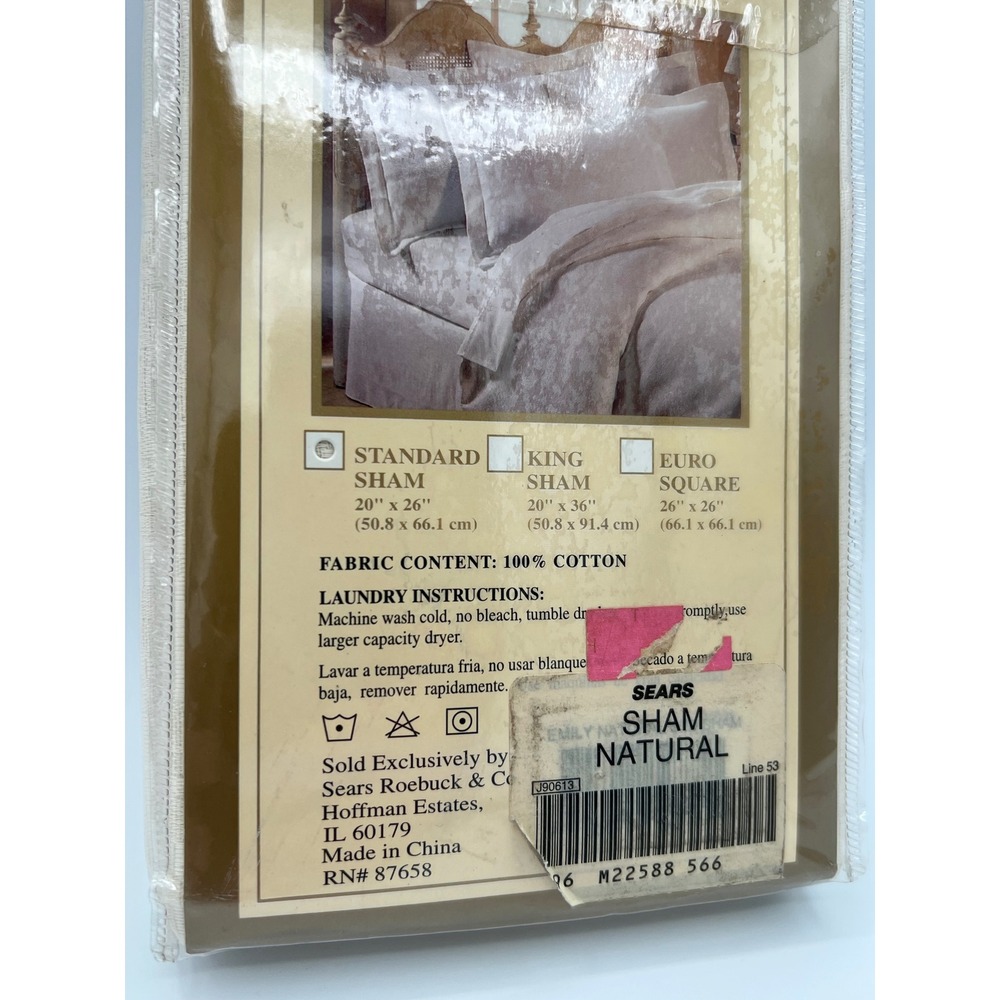 STANDARD SHAM
20" x 26"
(50.8 x 66.1 cm)
KING SHAM
20" x 36"
(50.8 x 91.4 cm)
EURO SQUARE
26" x 26"
(66.1 x 66.1 cm)
FABRIC CONTENT: 100% COTTON
LAUNDRY INSTRUCTIONS:
Machine wash cold, no bleach, tumble use
larger capacity dryer.
Lavar a temperatura fria, no usar a
baja, remover rapidamente.
Sold Exclusively by
Sears Roebuck &
Hoffman Estates,
IL 60179
Made in China
RN# 87658
SEARS
SHAM
NATURAL
EMILY
Line 53
J90613
96 M22588 566